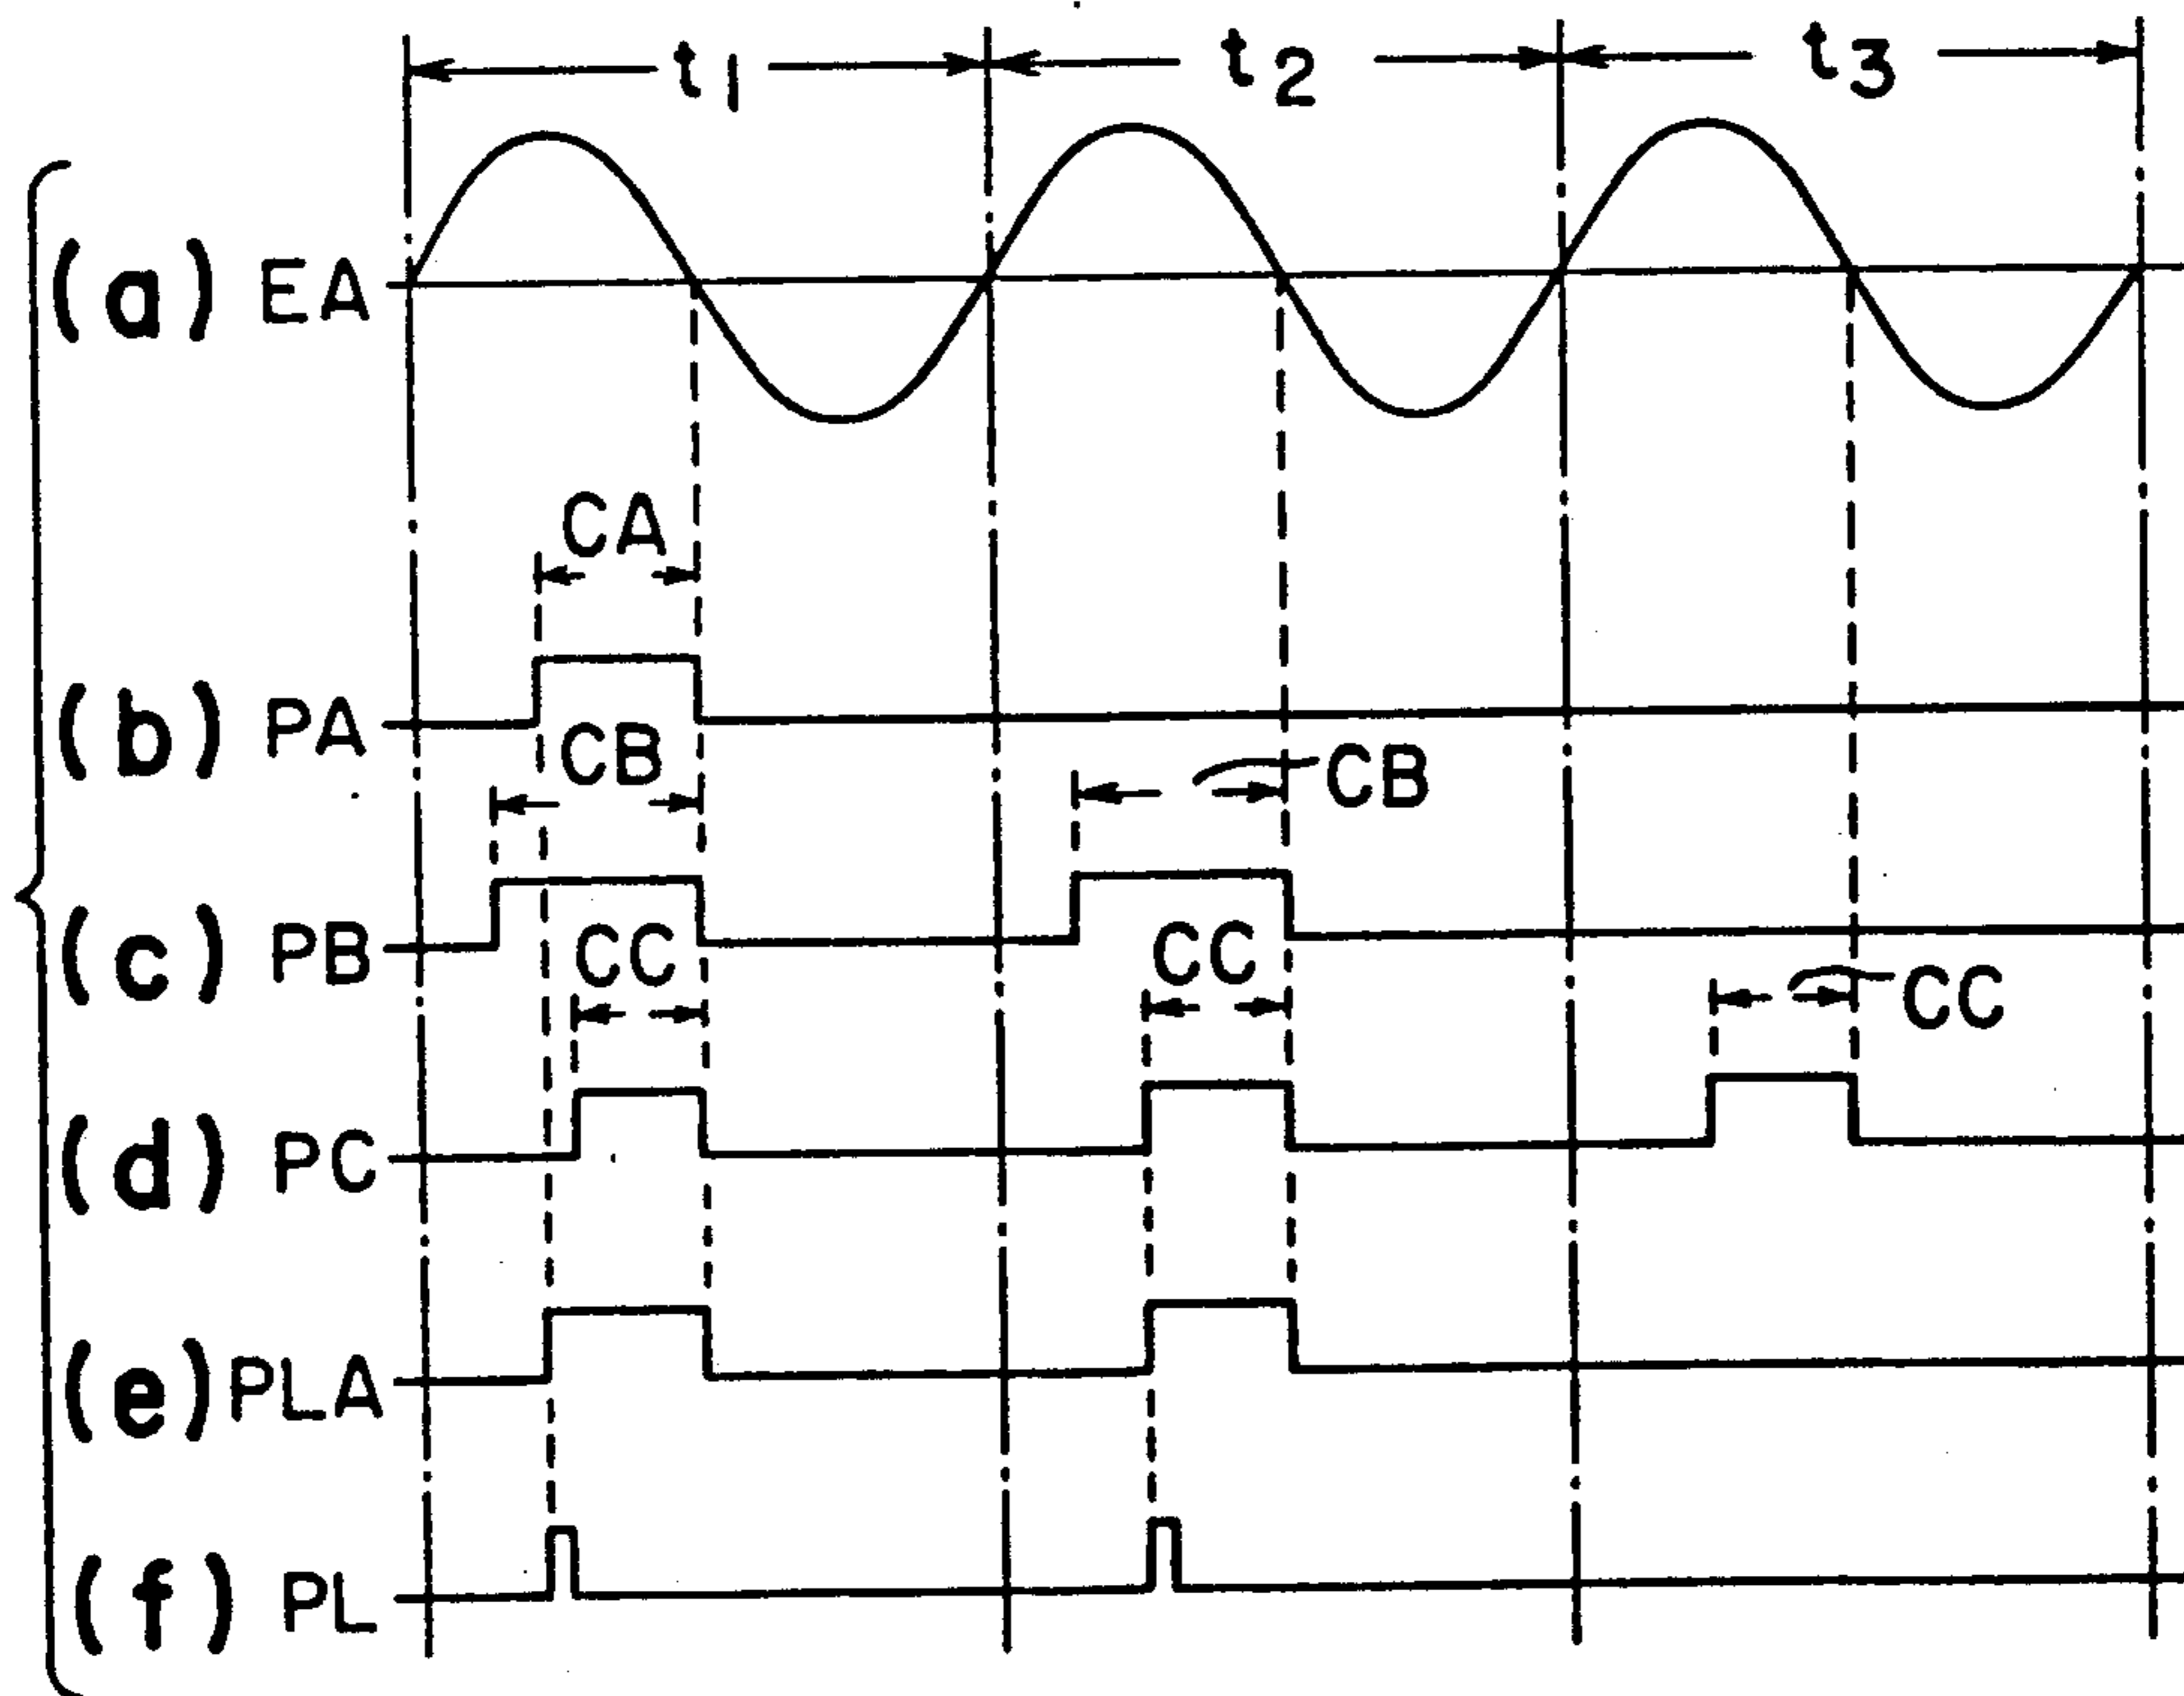 t1 t2 t3
(a) EA
CA
(b) PA
CB CB
(c) PB
CC CC CC
(d) PC
(e) PLA
(f) PL